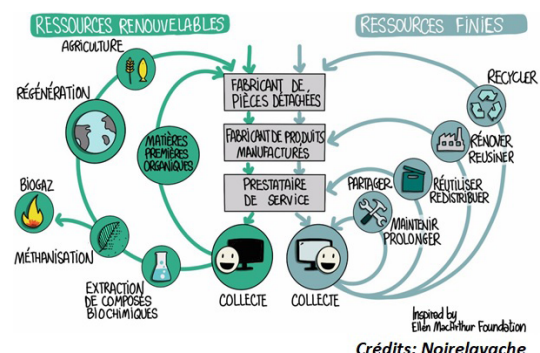 RESSOURCES RENOUVELABLES
RESSOURCES FINIES
AGRICULTURE
RÉGÉNÉRATION
BIOGAZ
MÉTHANISATION
EXTRACTION
DE COMPOSÉS
BIOCHIMIQUES
MATIÈRES
PREMIÈRES
ORGANIQUES
FABRICANT DE
PIÈCES DÉTACHÉES
FABRICANT DE PRODUITS
MANUFACTURÉS
PRESTATAIRE
DE SERVICE
COLLECTE
COLLECTE
PARTAGER
MAINTENIR
PROLONGER
RÉUTILISER
REDISTRIBUER
RÉNOVER
REUSINER
RECYCLER
Inspired by
Ellen MacArthur Foundation
Crédits: Noirelavache